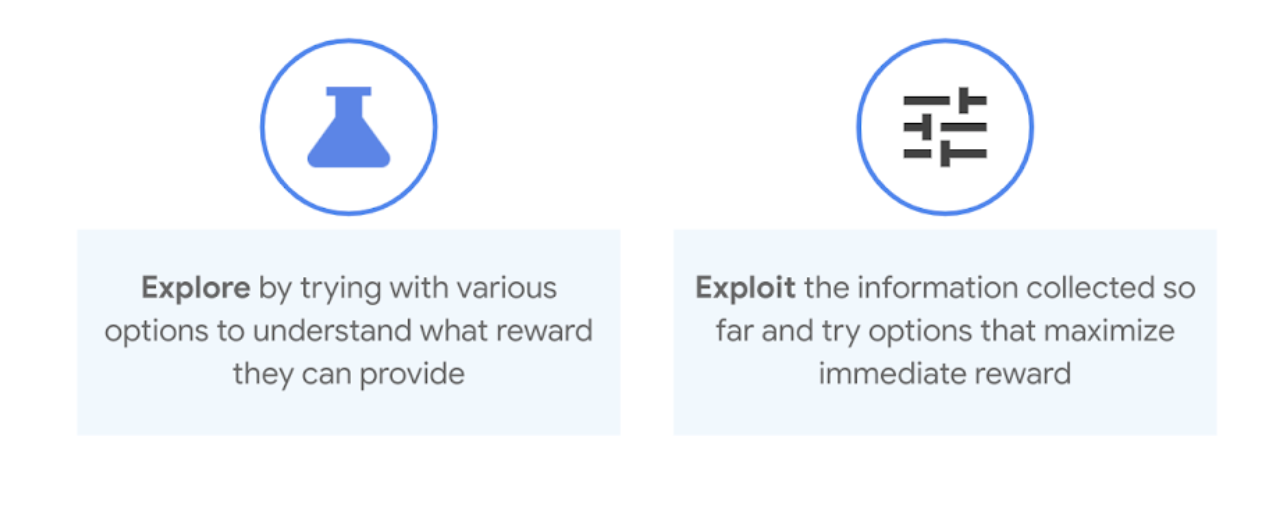 Explore by trying with various
options to understand what reward
they can provide
Exploit the information collected so
far and try options that maximize
immediate reward